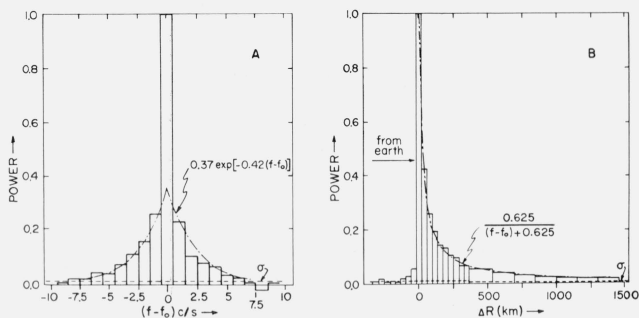 A
1.0
0.8
0.6
0.4
0.2
0.0
POWER →
0.37 exp[-0.42(f-f₀)]
σ
-10 -7.5 -5 -2.5 0 2.5 5 7.5 10
(f-f₀) c/s →
B
1.0
0.8
0.6
0.4
0.2
0.0
POWER →
from
earth
0.625
(f-f₀)+0.625
σ
0 500 1000 1500
ΔR (km) →